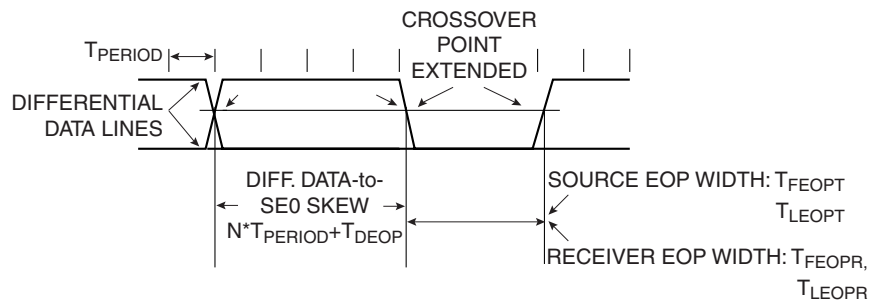 CROSSOVER
POINT
EXTENDED
TPERIOD
DIFFERENTIAL
DATA LINES
DIFF. DATA-to-
SE0 SKEW
N*TPERIOD+TDEOP
SOURCE EOP WIDTH: TFEOPT
TLEOPT
RECEIVER EOP WIDTH: TFEOPR,
TLEOPR